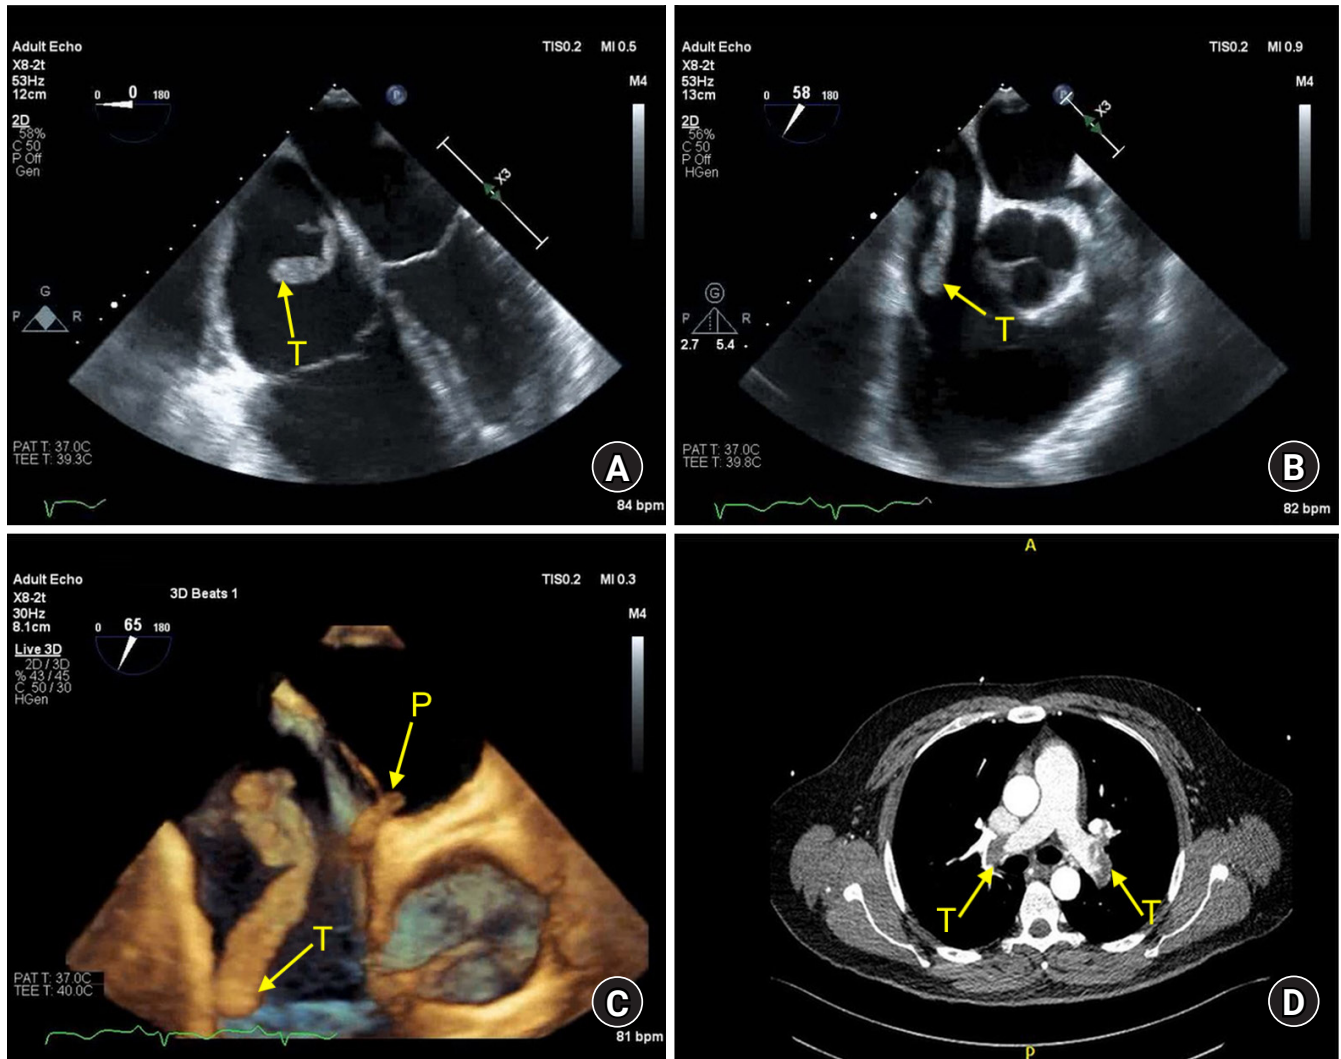 Adult Echo
X8-2t
53Hz
12cm
0 0 180
2D
58%
C 50
P Off
Gen
TIS0.2 MI 0.5
M4
P
X3
G
P R
T
PAT T: 37.0C
TEE T: 39.3C
84 bpm
A
Adult Echo
X8-2t
53Hz
13cm
0 58 180
2D
56%
C 50
P Off
HGen
TIS0.2 MI 0.9
M4
P
X3
G
P R
2.7 5.4
T
PAT T: 37.0C
TEE T: 39.8C
82 bpm
B
Adult Echo
X8-2t
30Hz
8.1cm
3D Beats 1
0 65 180
Live 3D
2D / 3D
% 43 / 45
C 50 / 30
HGen
TIS0.2 MI 0.3
M4
P
T
PAT T: 37.0C
TEE T: 40.0C
81 bpm
C
A
T
T
D
P